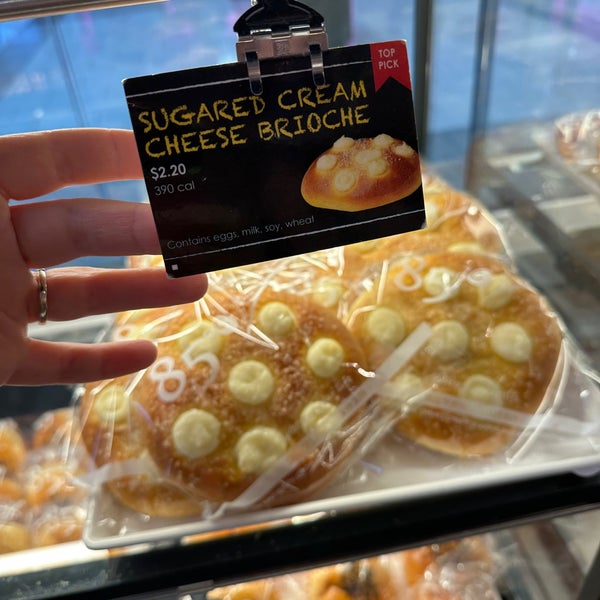 TOP
PICK
SUGARED CREAM
CHEESE BRIOCHE
$2.20
390 cal
Contains eggs, milk, soy, wheat
85
85